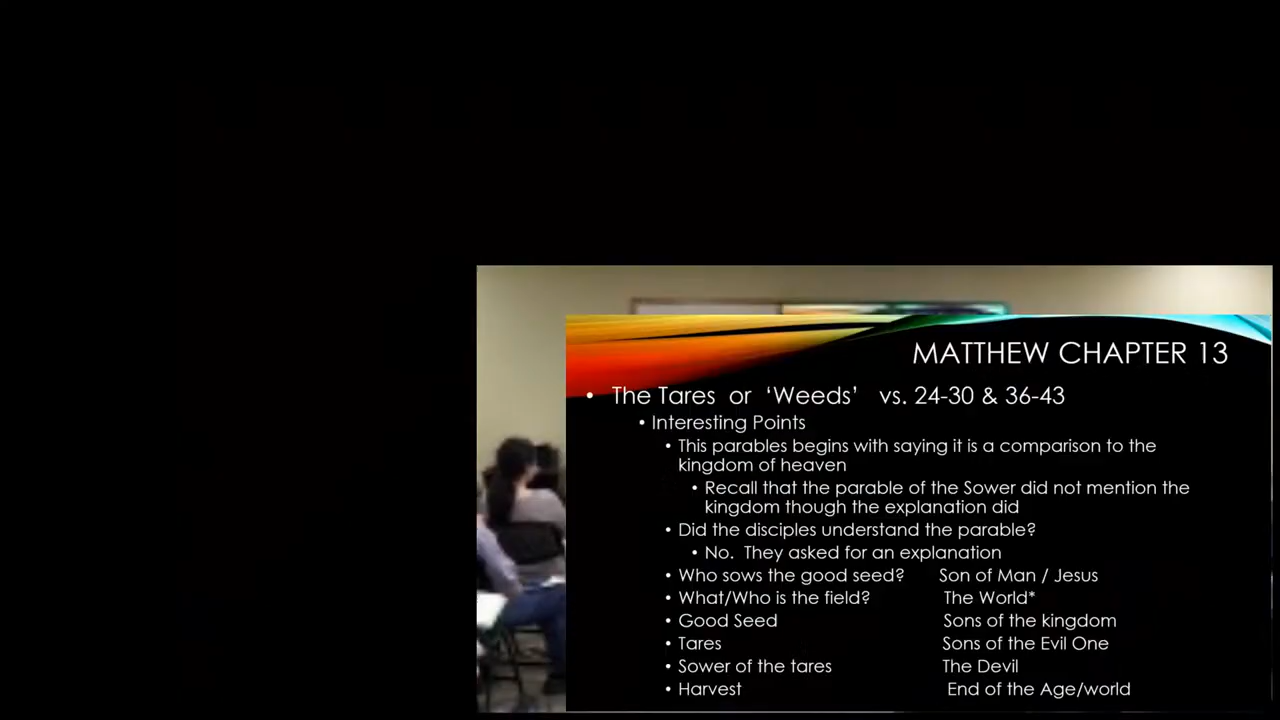 MATTHEW CHAPTER 13
• The Tares or ‘Weeds’ vs. 24-30 & 36-43
• Interesting Points
• This parables begins with saying it is a comparison to the
kingdom of heaven
• Recall that the parable of the Sower did not mention the
kingdom though the explanation did
• Did the disciples understand the parable?
• No. They asked for an explanation
• Who sows the good seed? Son of Man / Jesus
• What/Who is the field? The World*
• Good Seed Sons of the kingdom
• Tares Sons of the Evil One
• Sower of the tares The Devil
• Harvest End of the Age/world